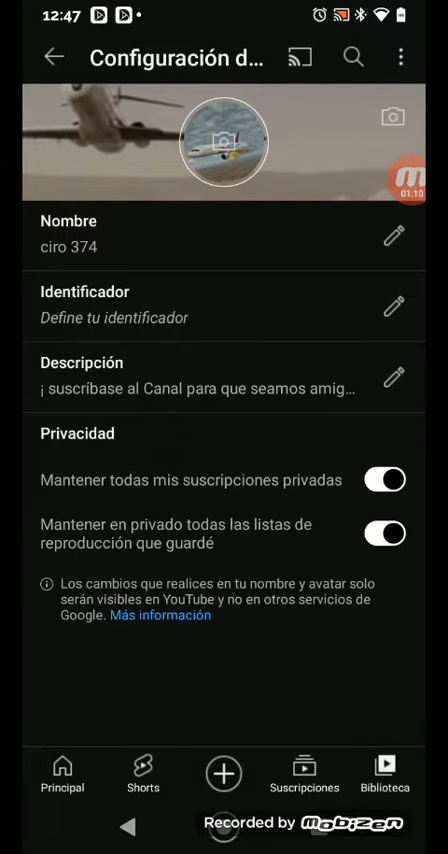 12:47
Configuración d...
01:10
Nombre
ciro 374
Identificador
Define tu identificador
Descripción
¡ suscríbase al Canal para que seamos amig...
Privacidad
Mantener todas mis suscripciones privadas
Mantener en privado todas las listas de
reproducción que guardé
Los cambios que realices en tu nombre y avatar solo
serán visibles en YouTube y no en otros servicios de
Google. Más información
Principal
Shorts
Suscripciones
Biblioteca
Recorded by mobizen